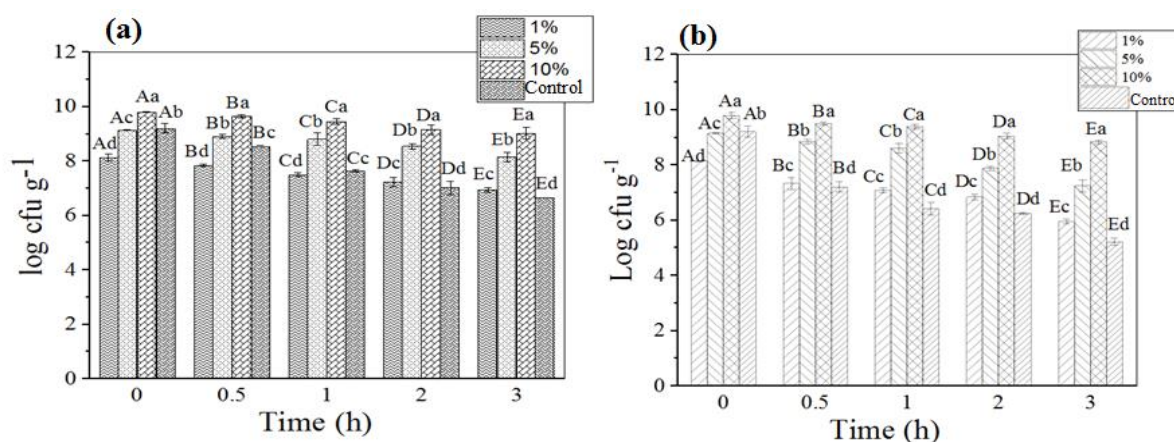 (a)
1%
5%
10%
Control
12
10
8
6
4
2
0
log cfu g-1
Ad Ac Aa Ab
Bd Bb Ba Bc
Cd Cb Ca Cc
Dc Db Da Dd
Ec Eb Ea Ed
0 0.5 1 2 3
Time (h)
(b)
1%
5%
10%
Control
12
10
8
6
4
2
0
Log cfu g-1
Ad Ac Aa Ab
Bc Bb Ba Bd
Cc Cb Ca Cd
Dc Db Da Dd
Ec Eb Ea Ed
0 0.5 1 2 3
Time (h)